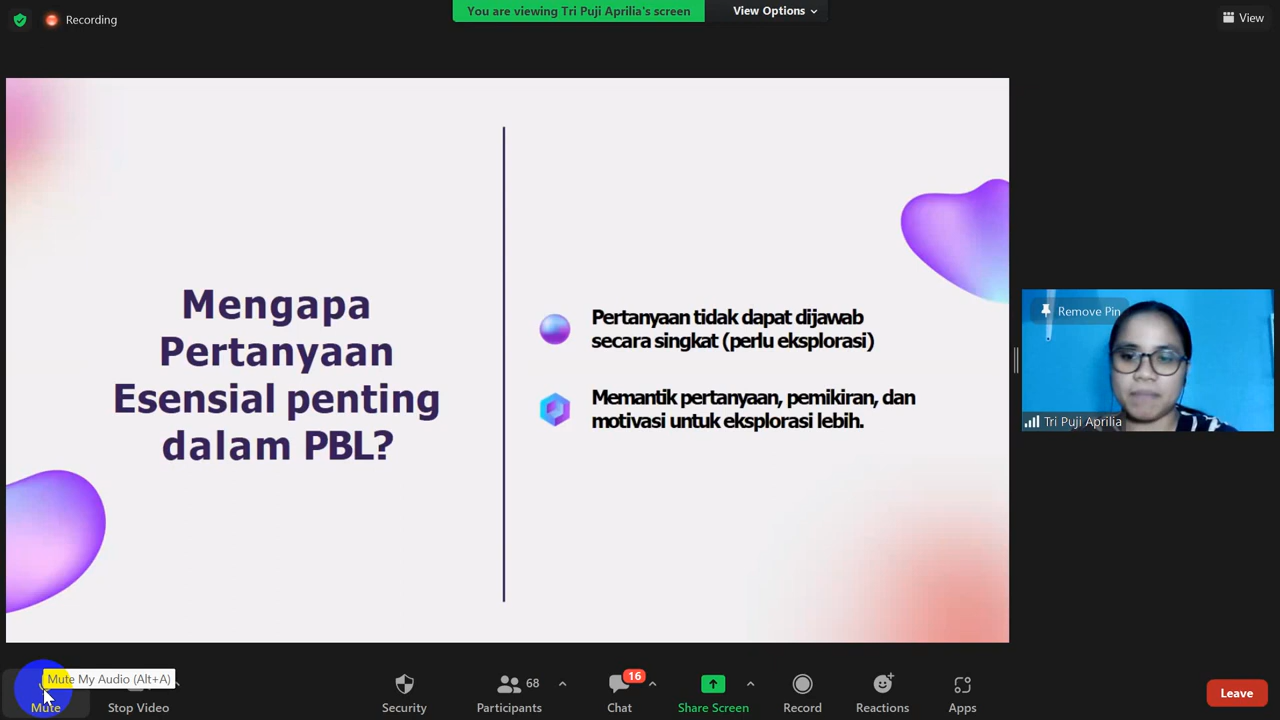 Recording
You are viewing Tri Puji Aprilia's screen
View Options
View
Mengapa
Pertanyaan
Esensial penting
dalam PBL?
Pertanyaan tidak dapat dijawab
secara singkat (perlu eksplorasi)
Memantik pertanyaan, pemikiran, dan
motivasi untuk eksplorasi lebih.
Remove Pin
Tri Puji Aprilia
Mute My Audio (Alt+A)
Mute
Stop Video
Security
68
Participants
16
Chat
Share Screen
Record
Reactions
Apps
Leave